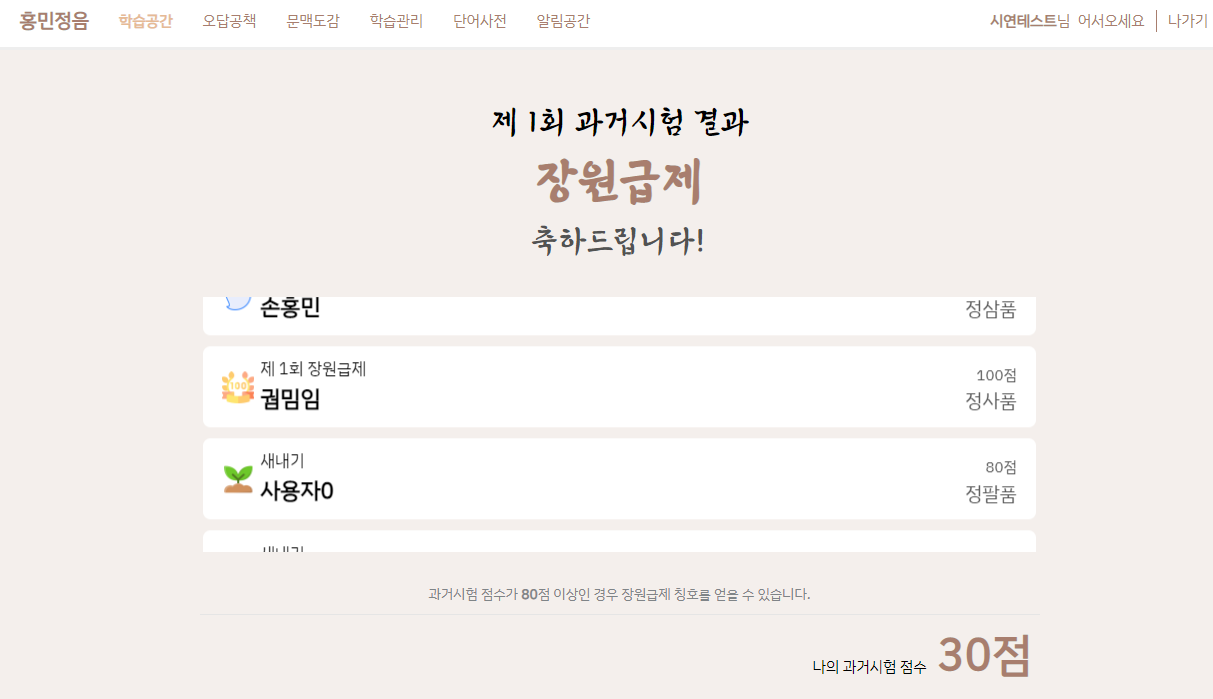 홍민정음 학습공간 오답공책 문맥도감 학습관리 단어사전 알림공간 시연테스트님 어서오세요 나가기
제 1회 과거시험 결과
장원급제
축하드립니다!
손홍민 정삼품
제 1회 장원급제 100점
궘밈임 정사품
새내기 80점
사용자0 정팔품
새내기
과거시험 점수가 80점 이상인 경우 장원급제 칭호를 얻을 수 있습니다.
나의 과거시험 점수 30점